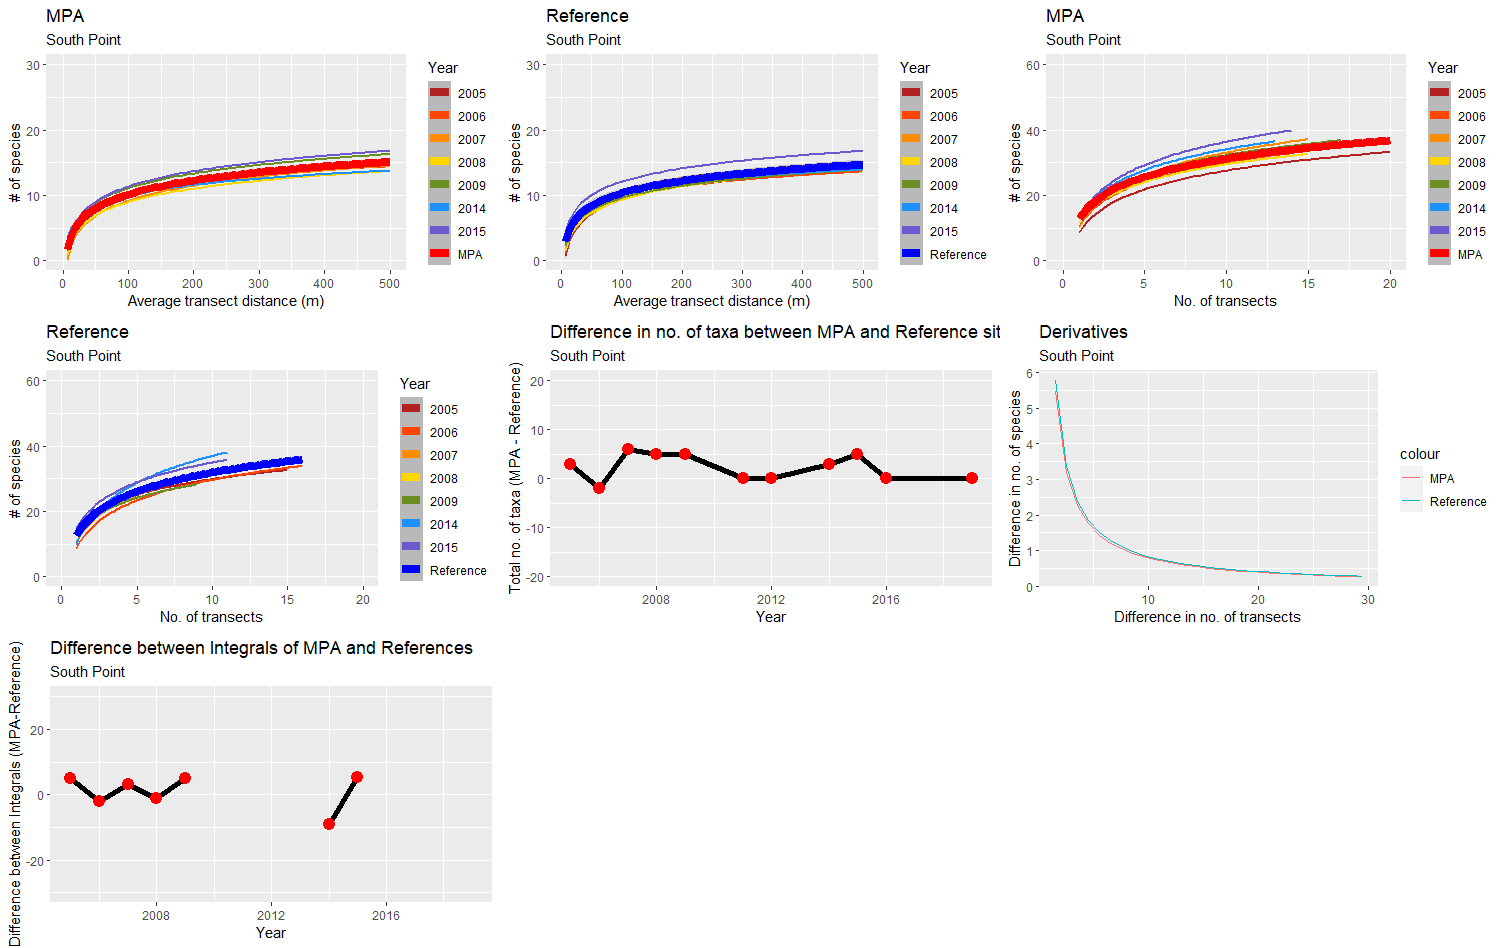 MPA
South Point
# of species
30
20
10
0
0 100 200 300 400 500
Average transect distance (m)
Year
2005
2006
2007
2008
2009
2014
2015
MPA
Reference
South Point
# of species
30
20
10
0
0 100 200 300 400 500
Average transect distance (m)
Year
2005
2006
2007
2008
2009
2014
2015
Reference
MPA
South Point
# of species
60
40
20
0
0 5 10 15 20
No. of transects
Year
2005
2006
2007
2008
2009
2014
2015
MPA
Reference
South Point
# of species
60
40
20
0
0 5 10 15 20
No. of transects
Year
2005
2006
2007
2008
2009
2014
2015
Reference
Difference in no. of taxa between MPA and Reference sit
South Point
Total no. of taxa (MPA - Reference)
20
10
0
-10
-20
2008 2012 2016
Year
Derivatives
South Point
Difference in no. of species
6
5
4
3
2
1
0
10 20 30
Difference in no. of transects
colour
MPA
Reference
Difference between Integrals of MPA and References
South Point
Difference between Integrals (MPA-Reference)
20
0
-20
2008 2012 2016
Year